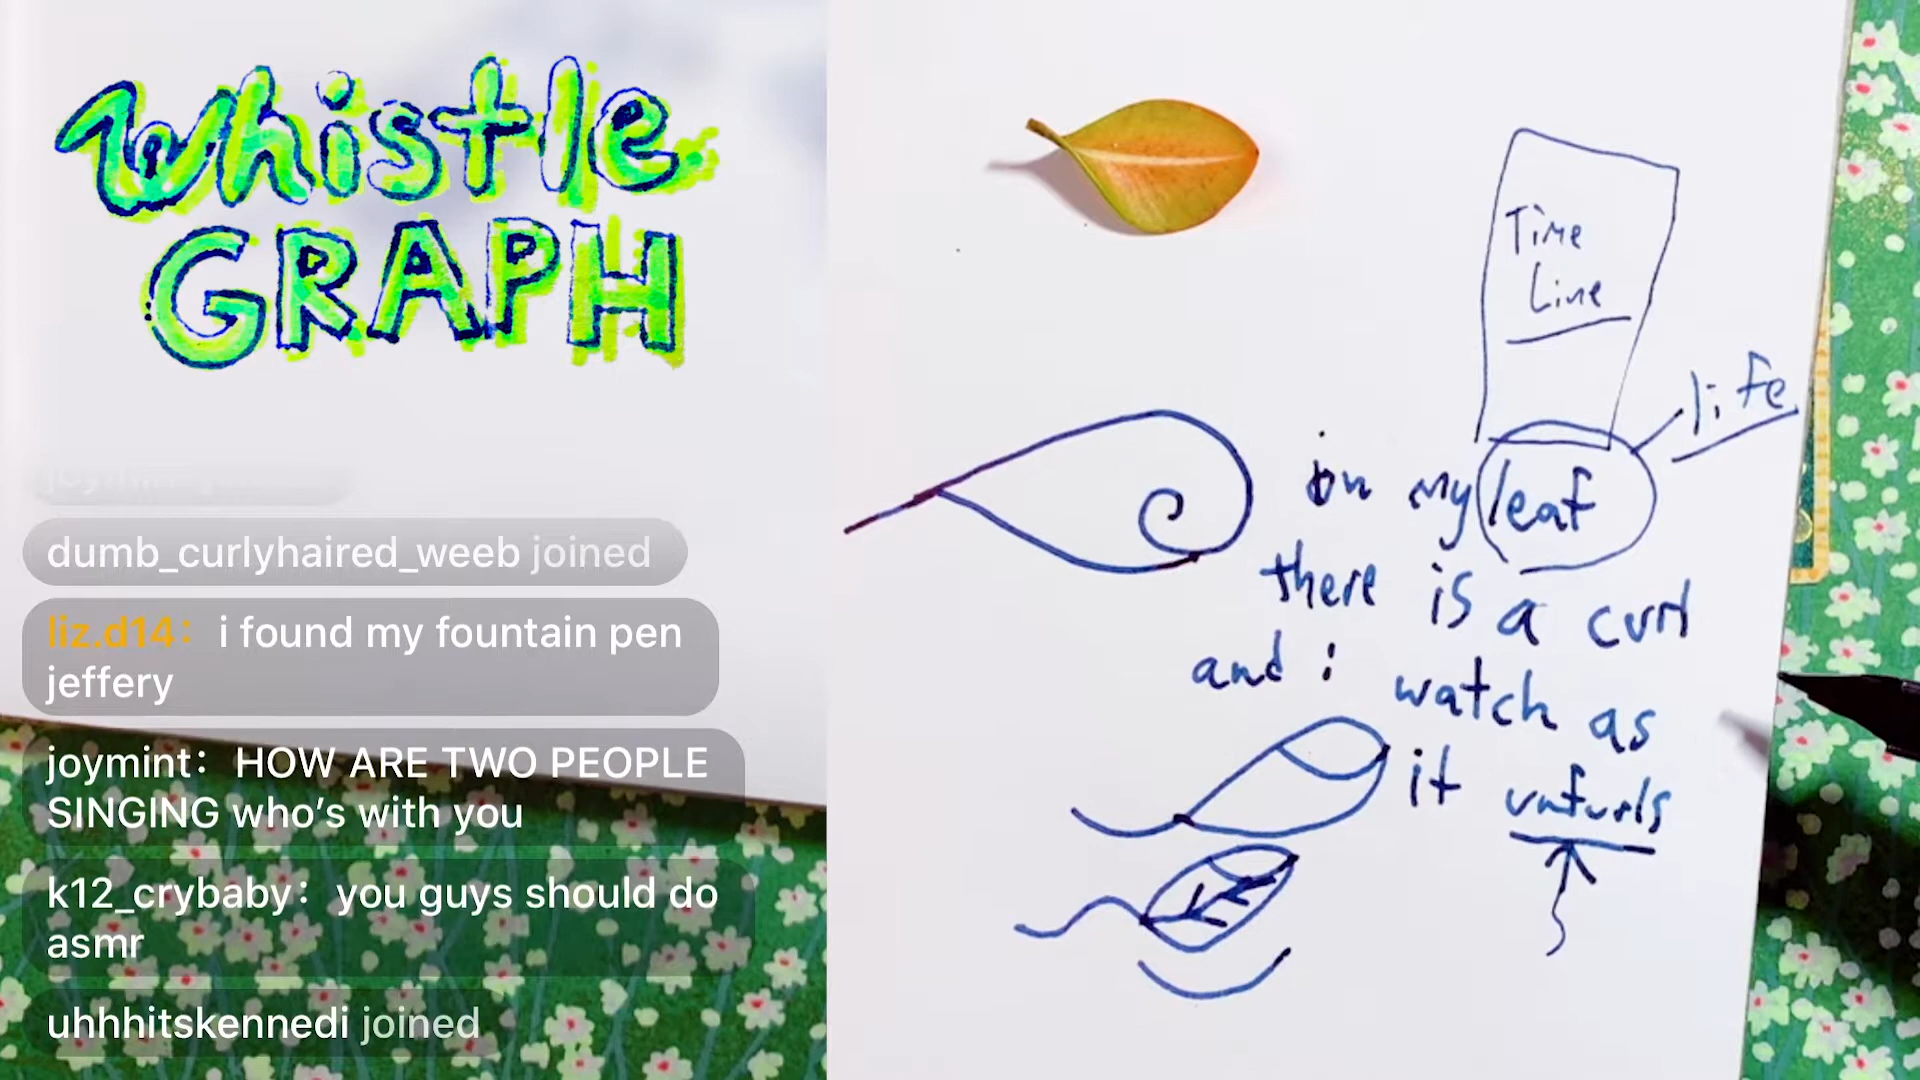 Whistle
GRAPH
dumb_curlyhaired_weeb joined
liz.d14: i found my fountain pen
jeffery
joymint: HOW ARE TWO PEOPLE
SINGING who's with you
k12_crybaby: you guys should do
asmr
uhhhitskennedi joined
Time
Line
life
on my leaf
there is a curl
and i watch as
it unfurls